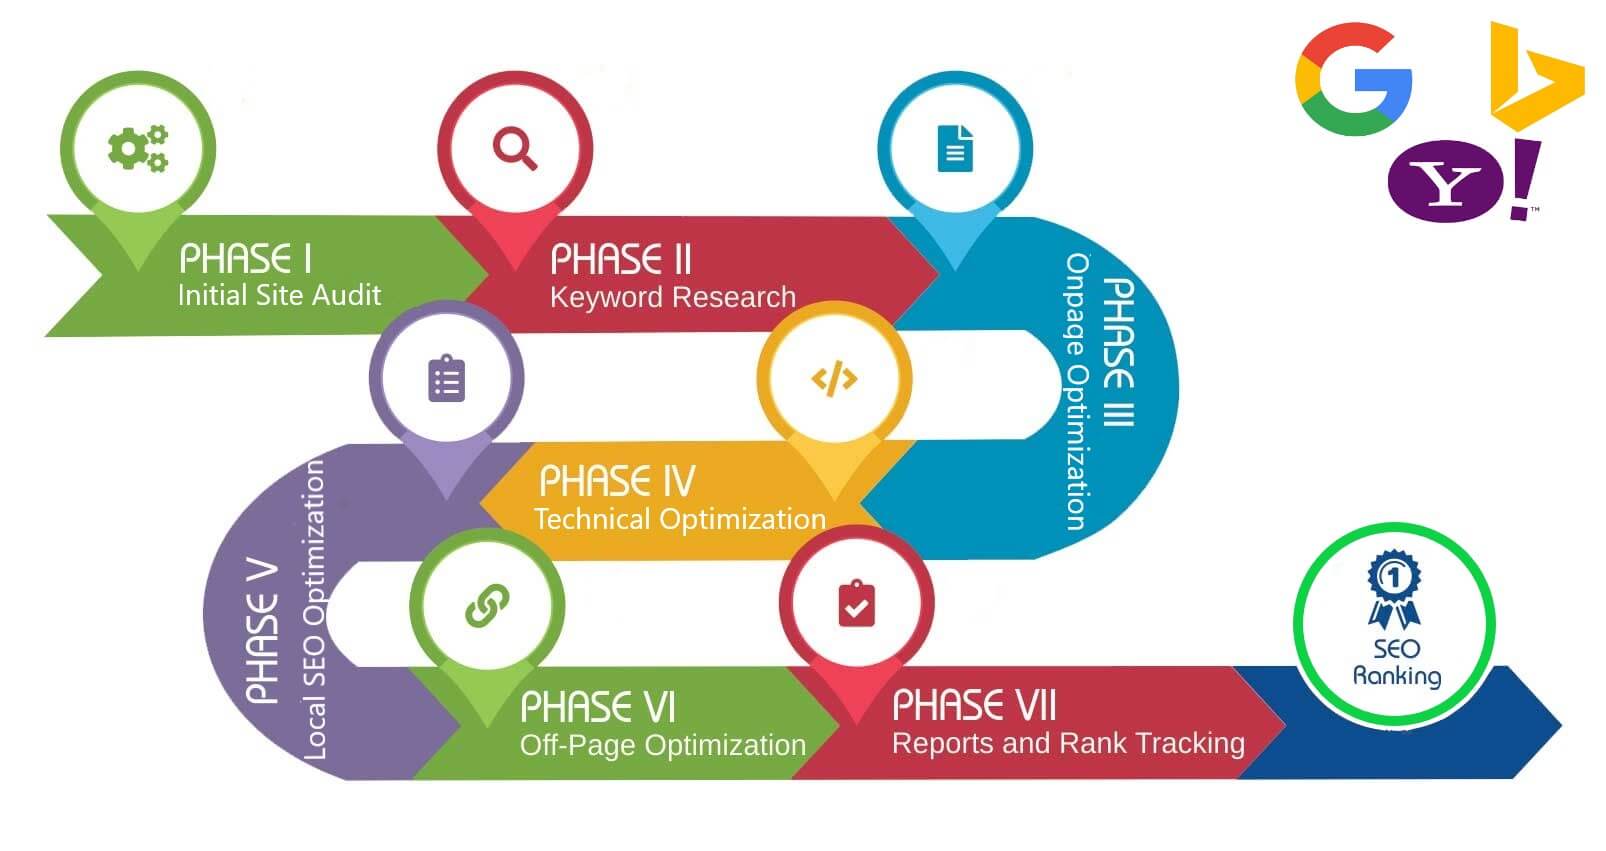 PHASE I
Initial Site Audit
PHASE II
Keyword Research
PHASE III
Onpage Optimization
PHASE IV
Technical Optimization
PHASE V
Local SEO Optimization
PHASE VI
Off-Page Optimization
PHASE VII
Reports and Rank Tracking
1
SEO
Ranking
G
b
Y!™